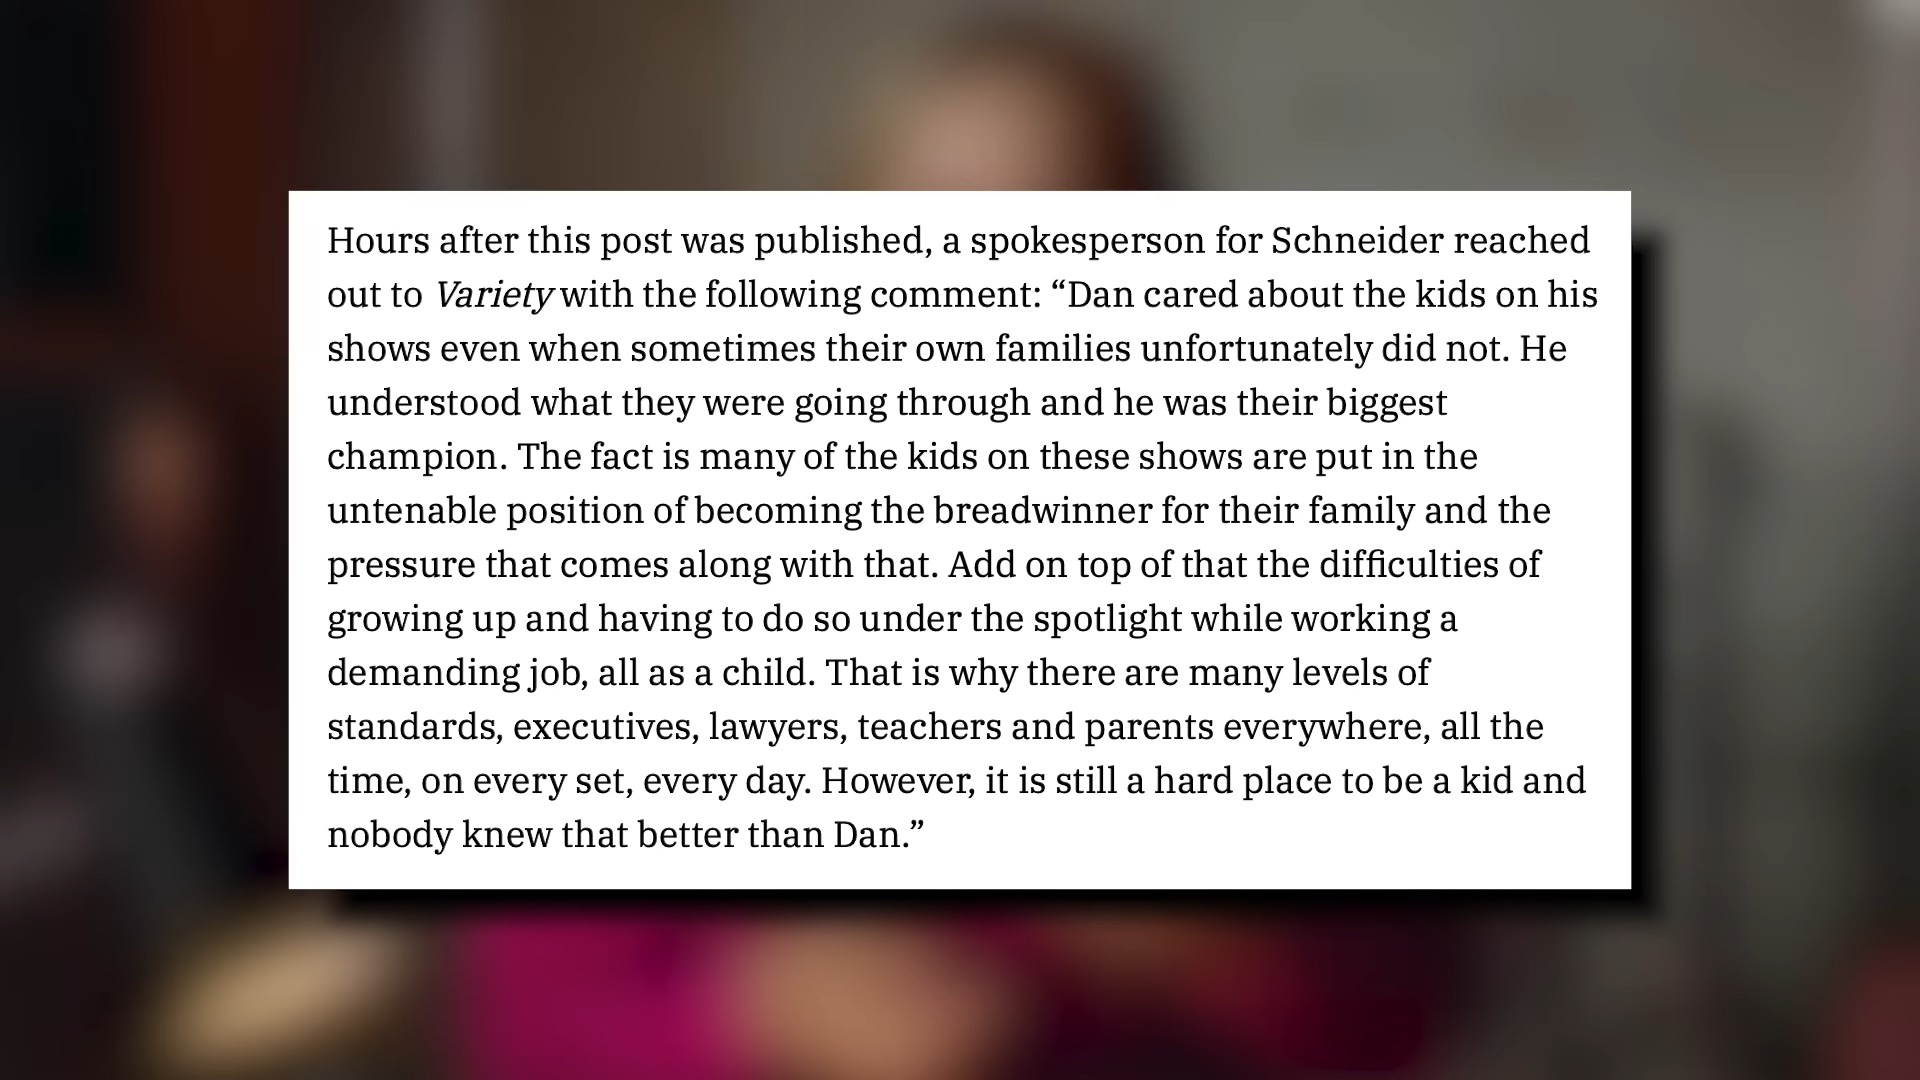 Hours after this post was published, a spokesperson for Schneider reached
out to Variety with the following comment: “Dan cared about the kids on his
shows even when sometimes their own families unfortunately did not. He
understood what they were going through and he was their biggest
champion. The fact is many of the kids on these shows are put in the
untenable position of becoming the breadwinner for their family and the
pressure that comes along with that. Add on top of that the difficulties of
growing up and having to do so under the spotlight while working a
demanding job, all as a child. That is why there are many levels of
standards, executives, lawyers, teachers and parents everywhere, all the
time, on every set, every day. However, it is still a hard place to be a kid and
nobody knew that better than Dan.”